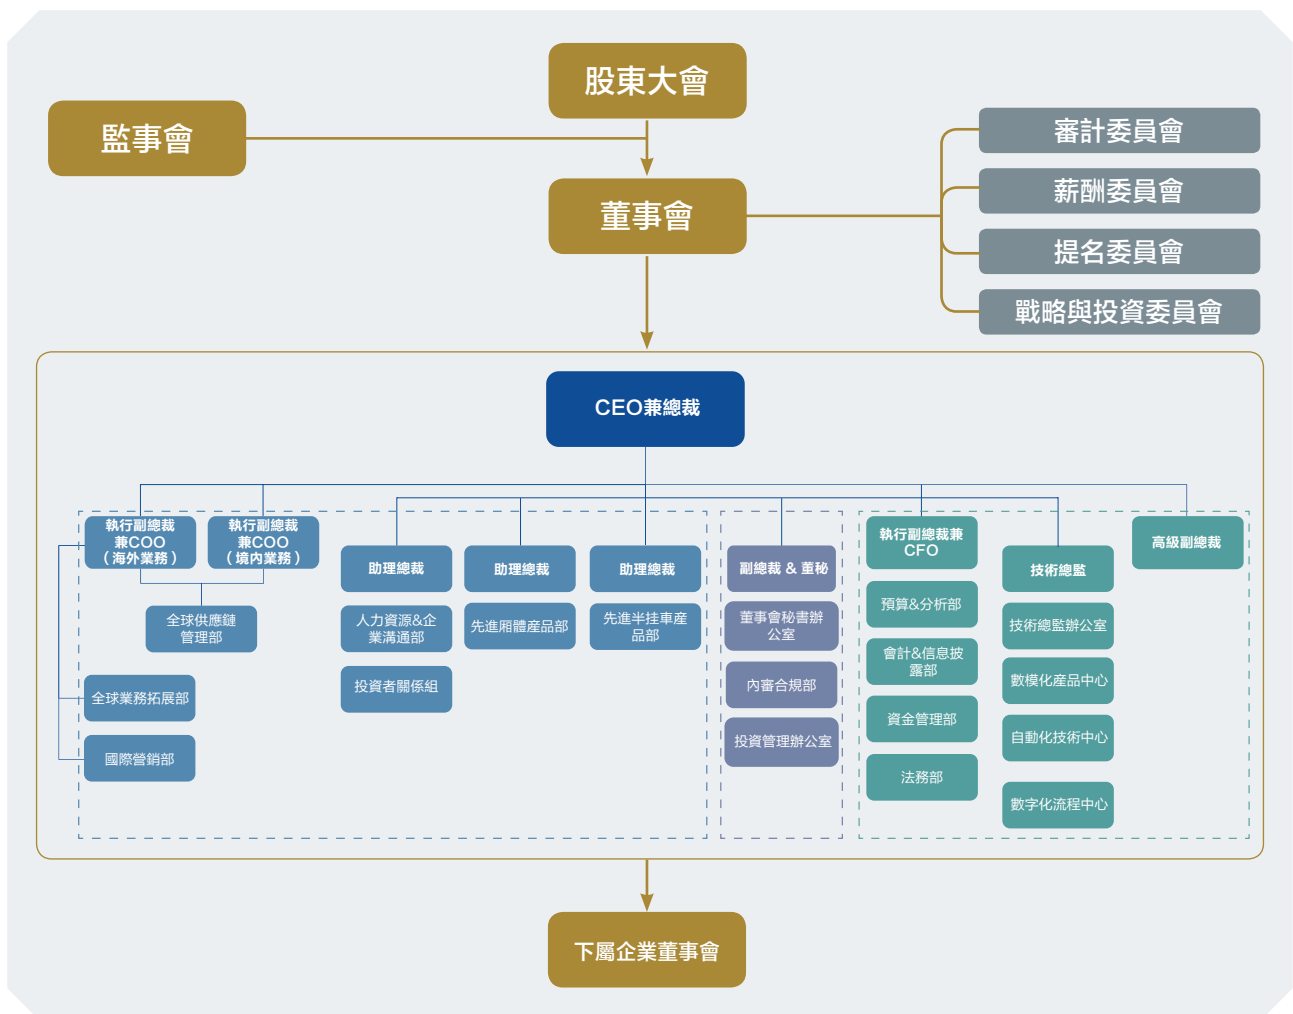 股東大會
監事會
董事會
審計委員會
薪酬委員會
提名委員會
戰略與投資委員會
CEO兼總裁
執行副總裁
兼COO
（海外業務）
執行副總裁
兼COO
（境内業務）
全球供應鏈
管理部
全球業務拓展部
國際營銷部
助理總裁
人力資源&企
業溝通部
投資者關係組
助理總裁
先進厢體産品部
助理總裁
先進半挂車産
品部
副總裁 & 董秘
董事會秘書辦
公室
內審合規部
投資管理辦公室
執行副總裁兼
CFO
預算&分析部
會計&信息披
露部
資金管理部
法務部
技術總監
技術總監辦公室
數模化産品中心
自動化技術中心
數字化流程中心
高級副總裁
下屬企業董事會